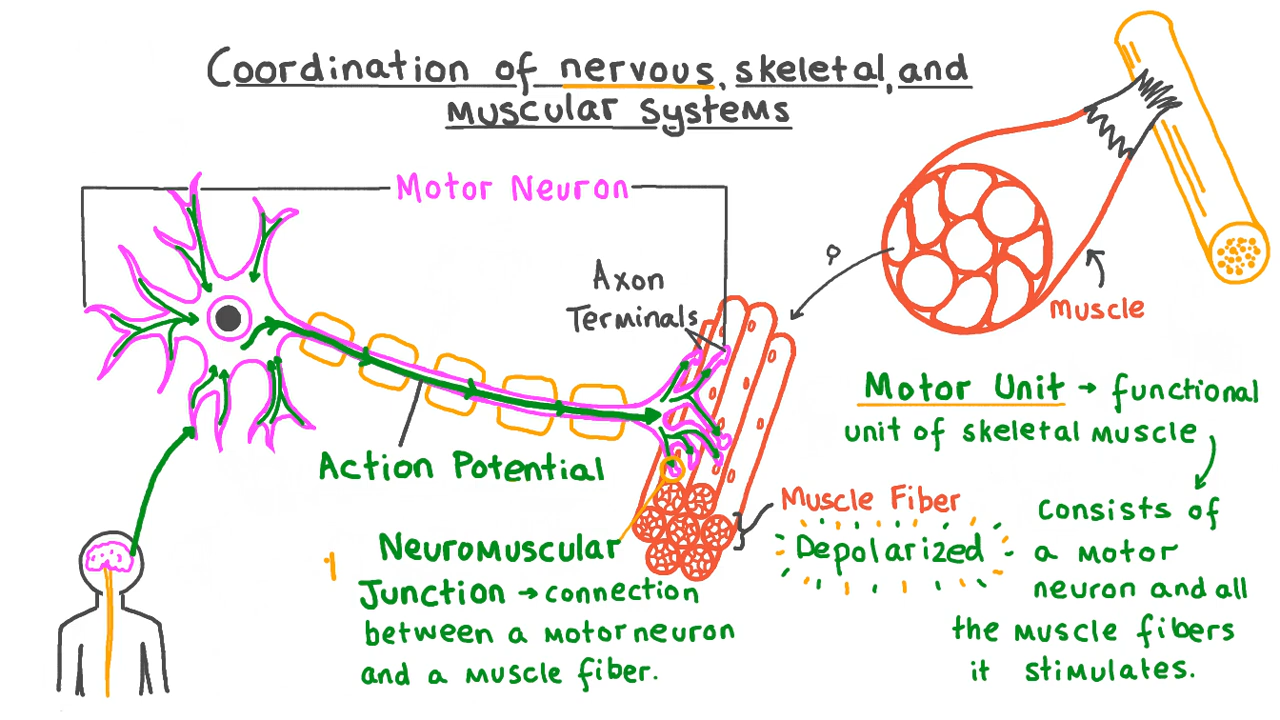 Coordination of nervous, skeletal, and
muscular systems
Motor Neuron
Axon
Terminals
Muscle
Action Potential
Motor Unit → functional
unit of skeletal muscle
consists of
a motor
neuron and all
the muscle fibers
it stimulates.
Muscle Fiber
Depolarized
Neuromuscular
Junction → connection
between a motor neuron
and a muscle fiber.